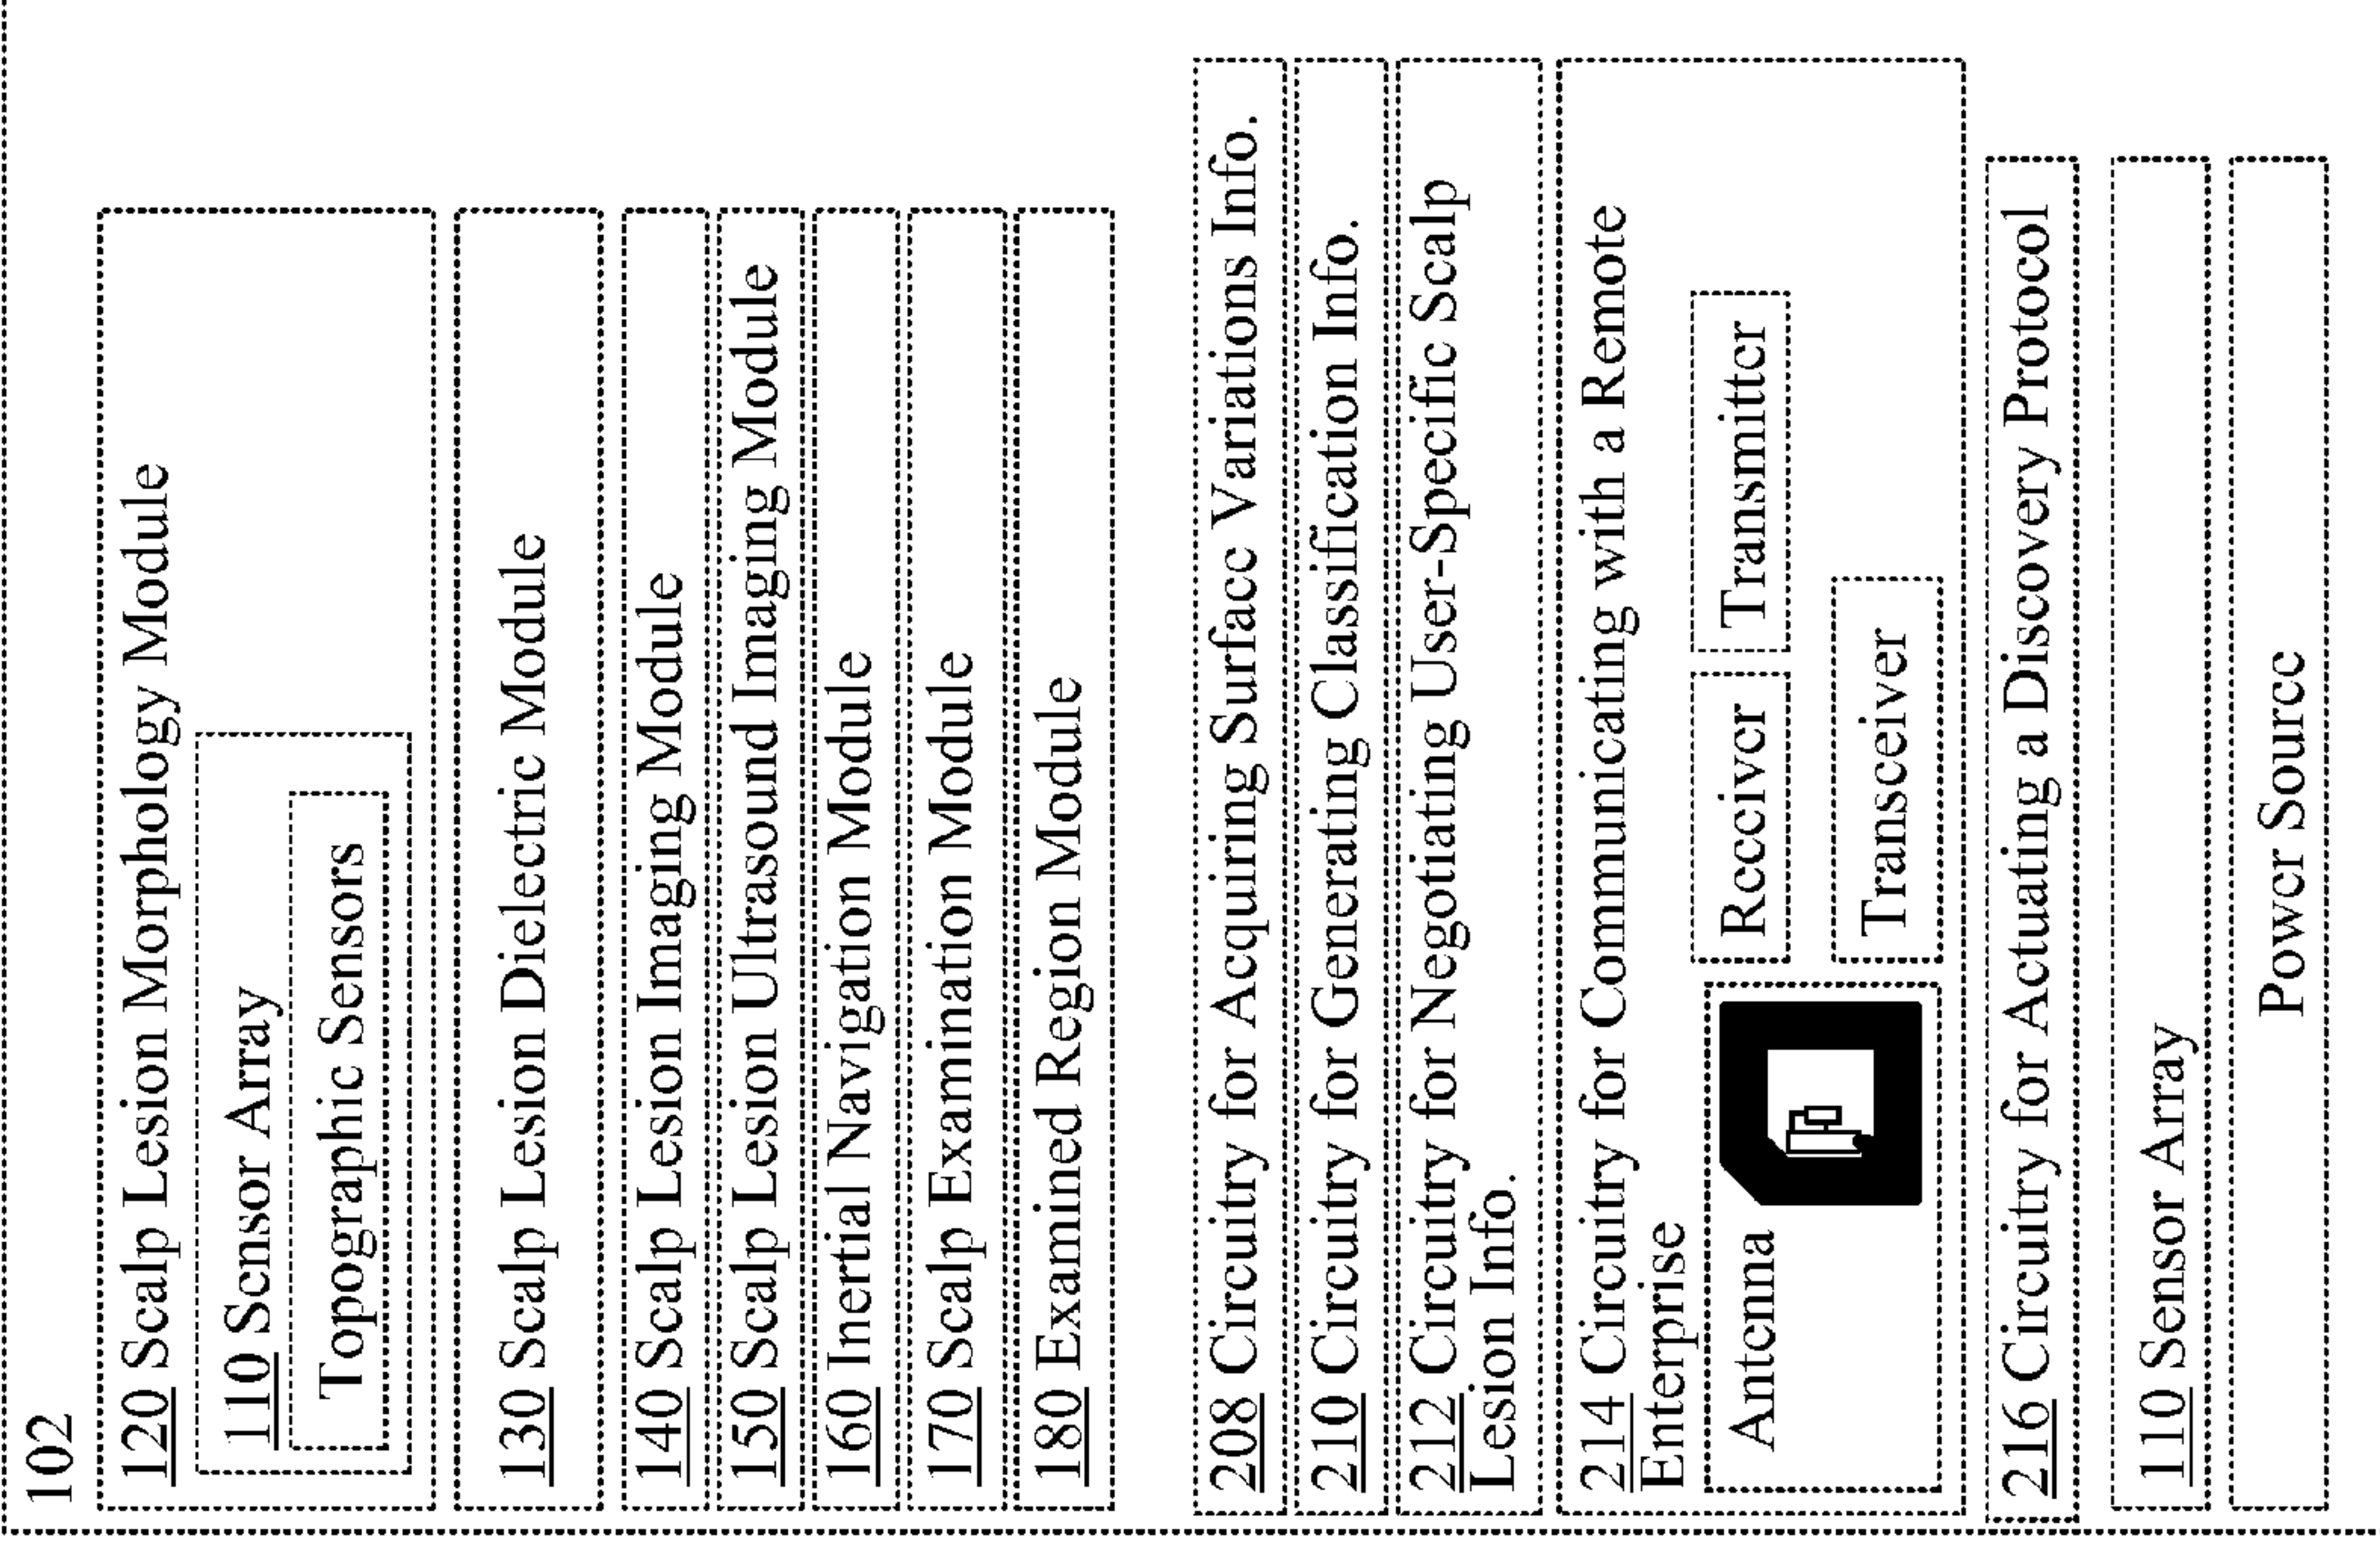 102
120 Scalp Lesion Morphology Module
110 Sensor Array
Topographic Sensors
130 Scalp Lesion Dielectric Module
140 Scalp Lesion Imaging Module
150 Scalp Lesion Ultrasound Imaging Module
160 Inertial Navigation Module
170 Scalp Examination Module
180 Examined Region Module
208 Circuitry for Acquiring Surface Variations Info.
210 Circuitry for Generating Classification Info.
212 Circuitry for Negotiating User-Specific Scalp
Lesion Info.
214 Circuitry for Communicating with a Remote
Enterprise
Antenna
Receiver
Transmitter
Transceiver
216 Circuitry for Actuating a Discovery Protocol
110 Sensor Array
Power Source